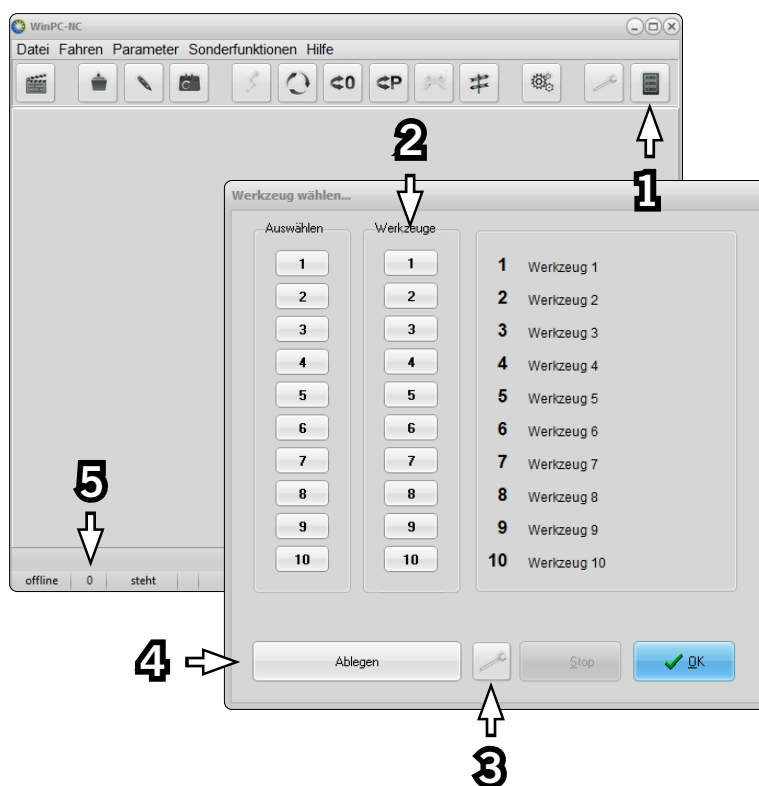 WinPC-NC
Datei Fahren Parameter Sonderfunktionen Hilfe
C 0 P
2
1
Werkzeug wählen...
Auswählen Werkzeuge
1 1 1 Werkzeug 1
2 2 2 Werkzeug 2
3 3 3 Werkzeug 3
4 4 4 Werkzeug 4
5 5 5 Werkzeug 5
6 6 6 Werkzeug 6
7 7 7 Werkzeug 7
8 8 8 Werkzeug 8
9 9 9 Werkzeug 9
10 10 10 Werkzeug 10
5
offline 0 steht
4 Ablegen Stop OK
3